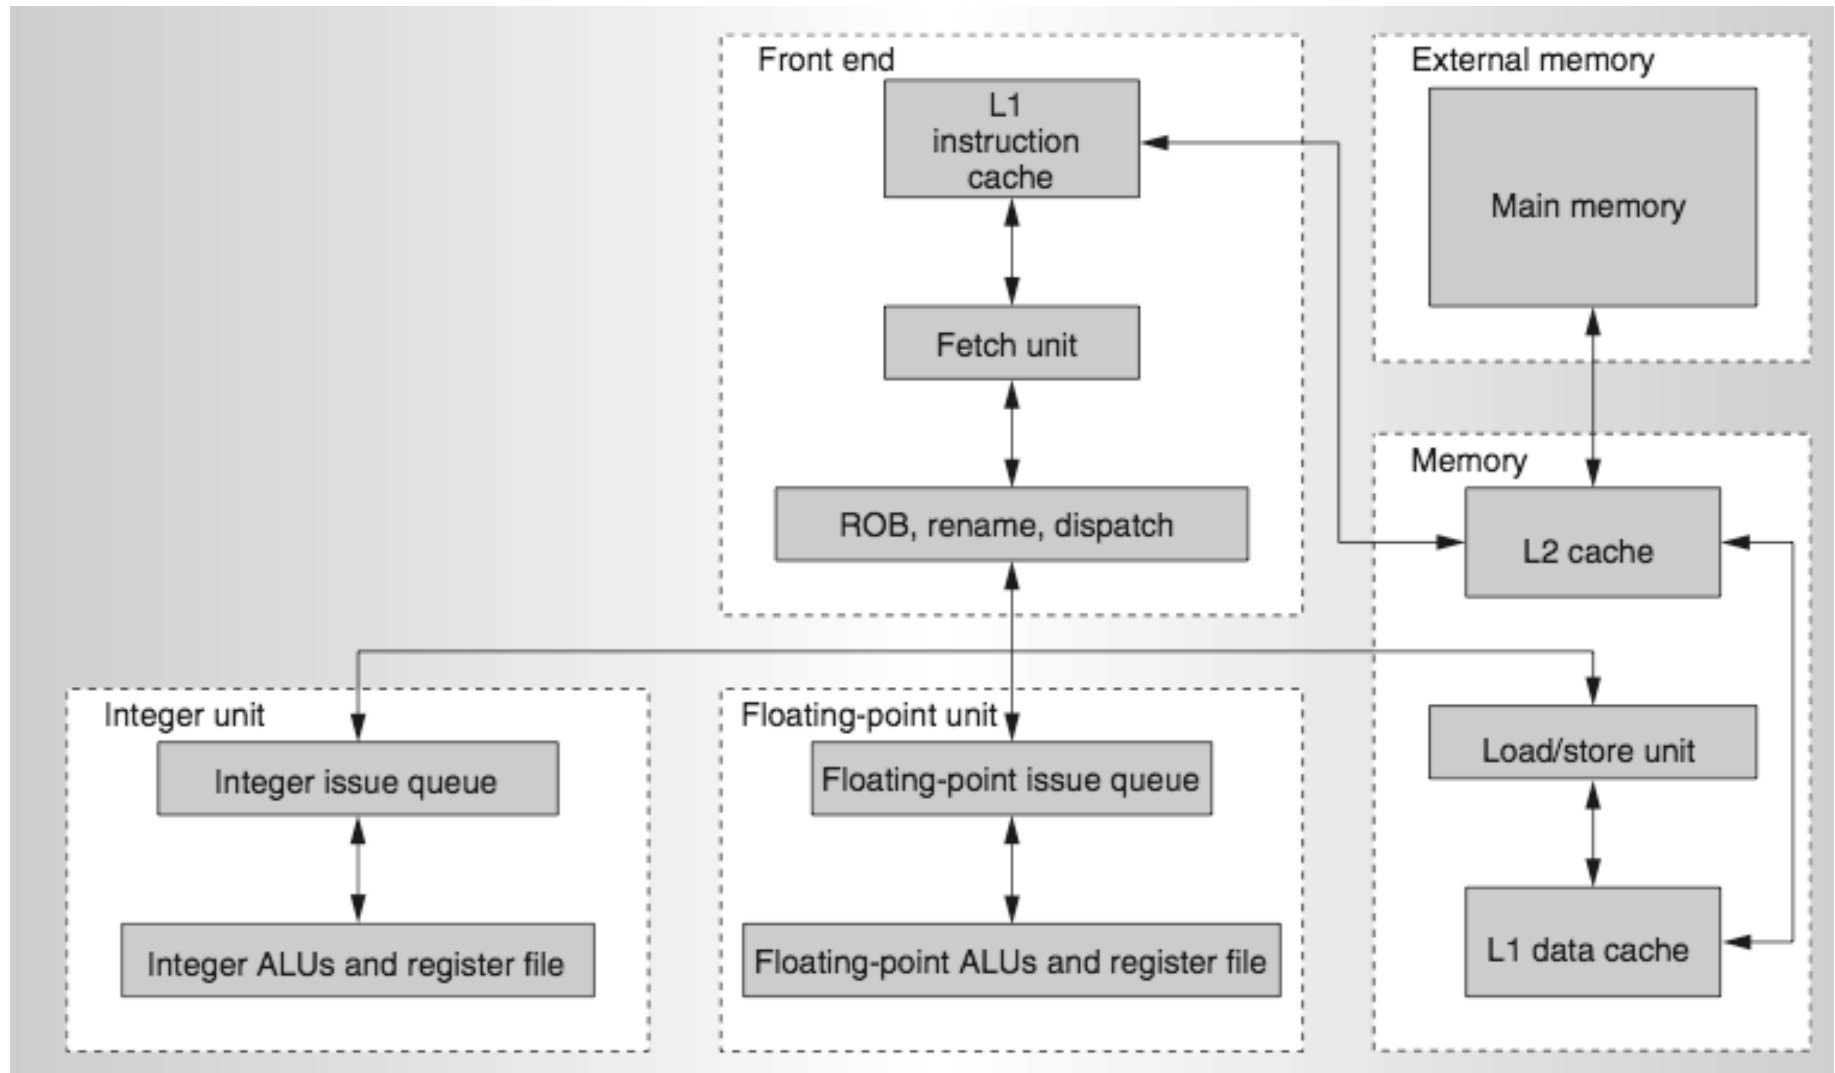 Front end
L1
instruction
cache
Fetch unit
ROB, rename, dispatch
External memory
Main memory
Memory
L2 cache
Load/store unit
L1 data cache
Integer unit
Integer issue queue
Integer ALUs and register file
Floating-point unit
Floating-point issue queue
Floating-point ALUs and register file